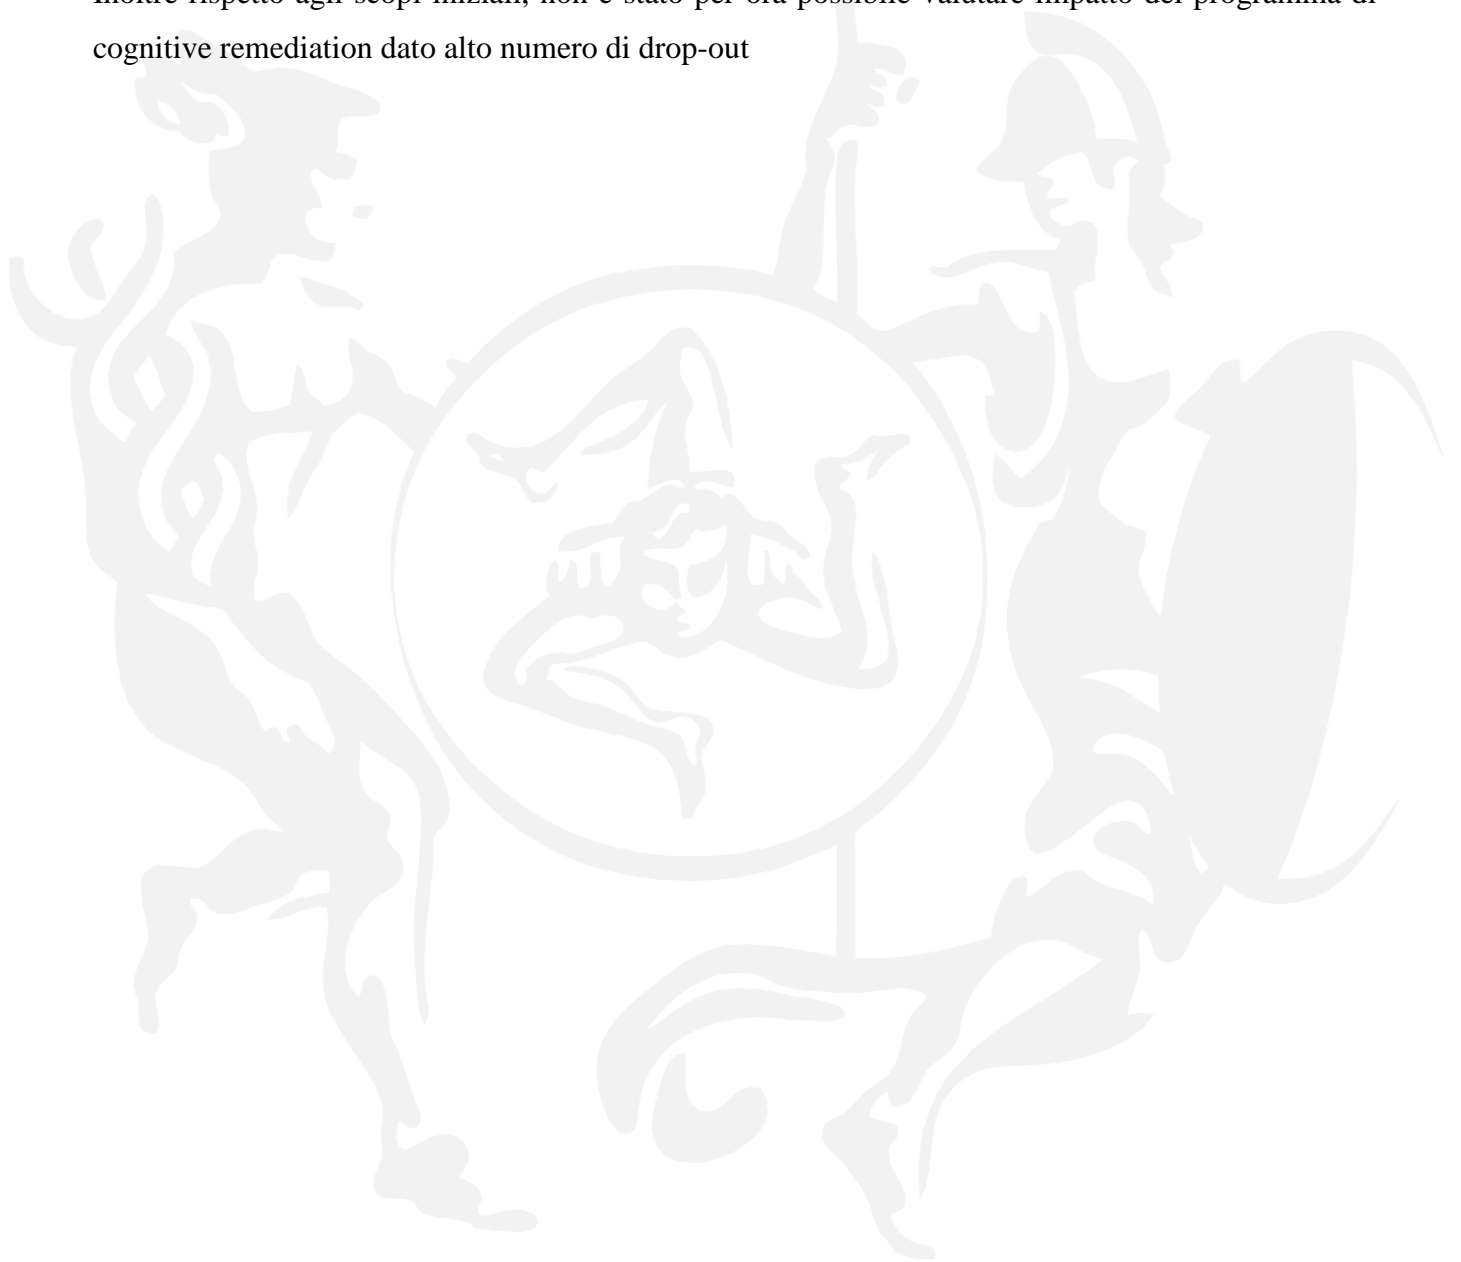 Inoltre rispetto agli scopi iniziali, non è stato per ora possibile valutare impatto del programma di
cognitive remediation dato alto numero di drop-out